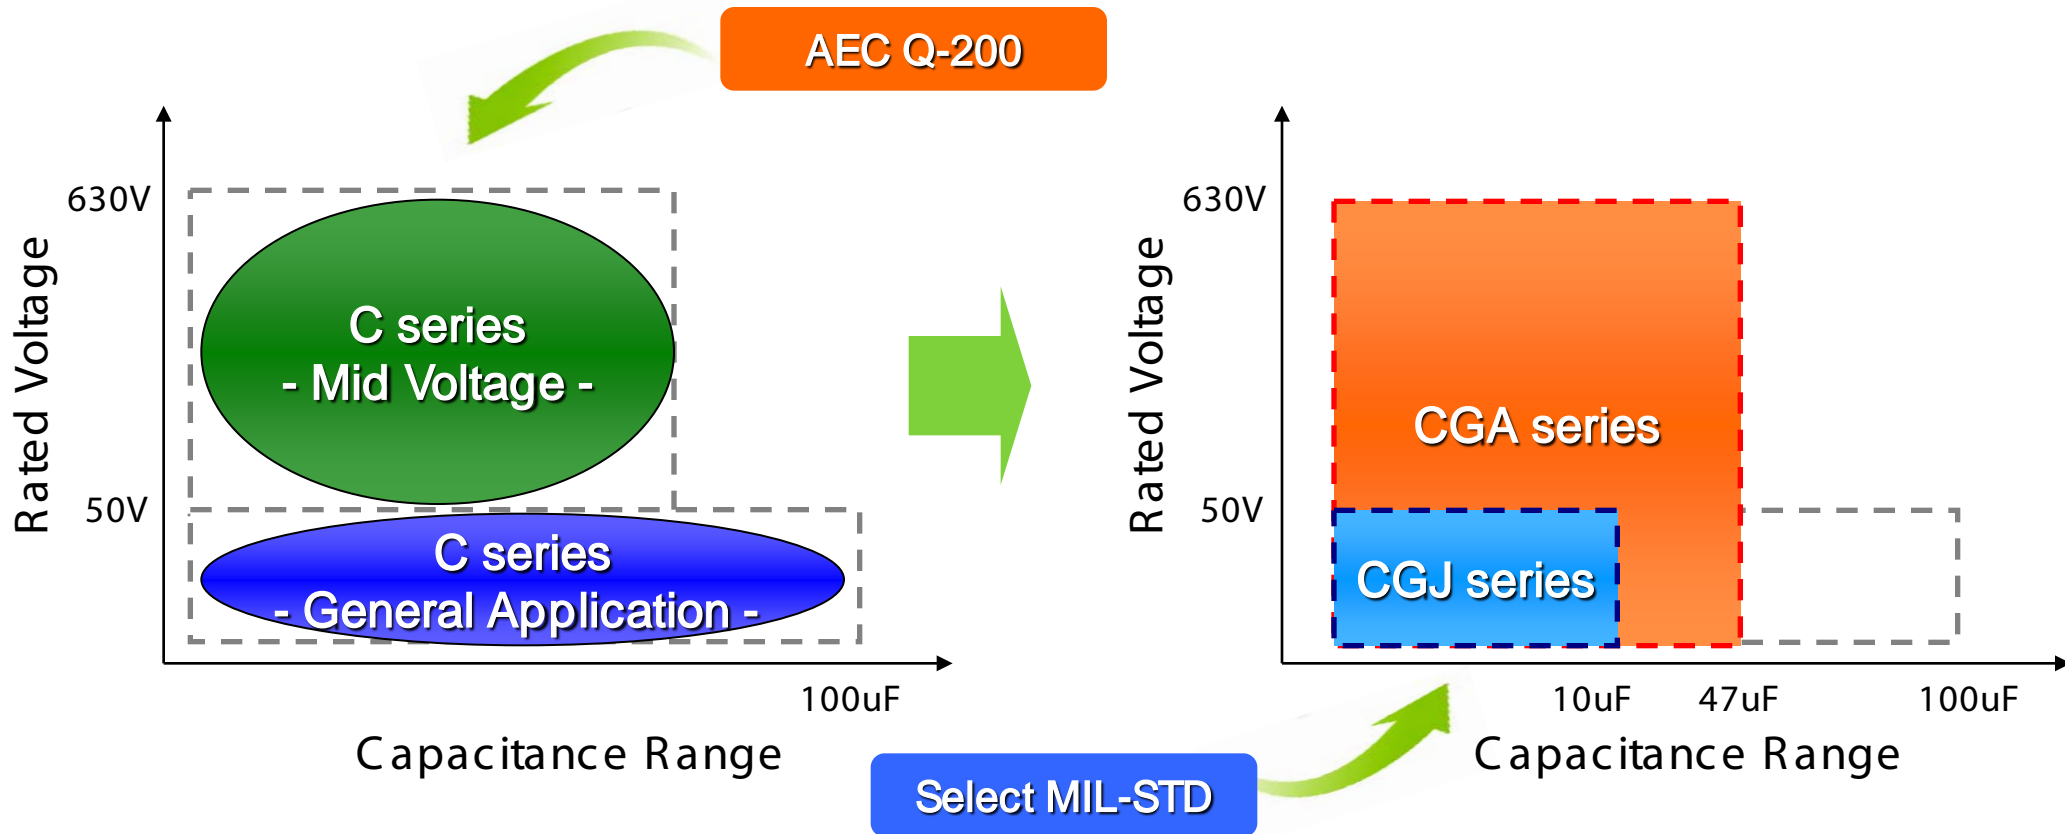 AEC Q-200
630V
C series
- Mid Voltage -
50V
C series
- General Application -
Rated Voltage
100uF
Capacitance Range
630V
CGA series
50V
CGJ series
Rated Voltage
10uF
47uF
100uF
Capacitance Range
Select MIL-STD